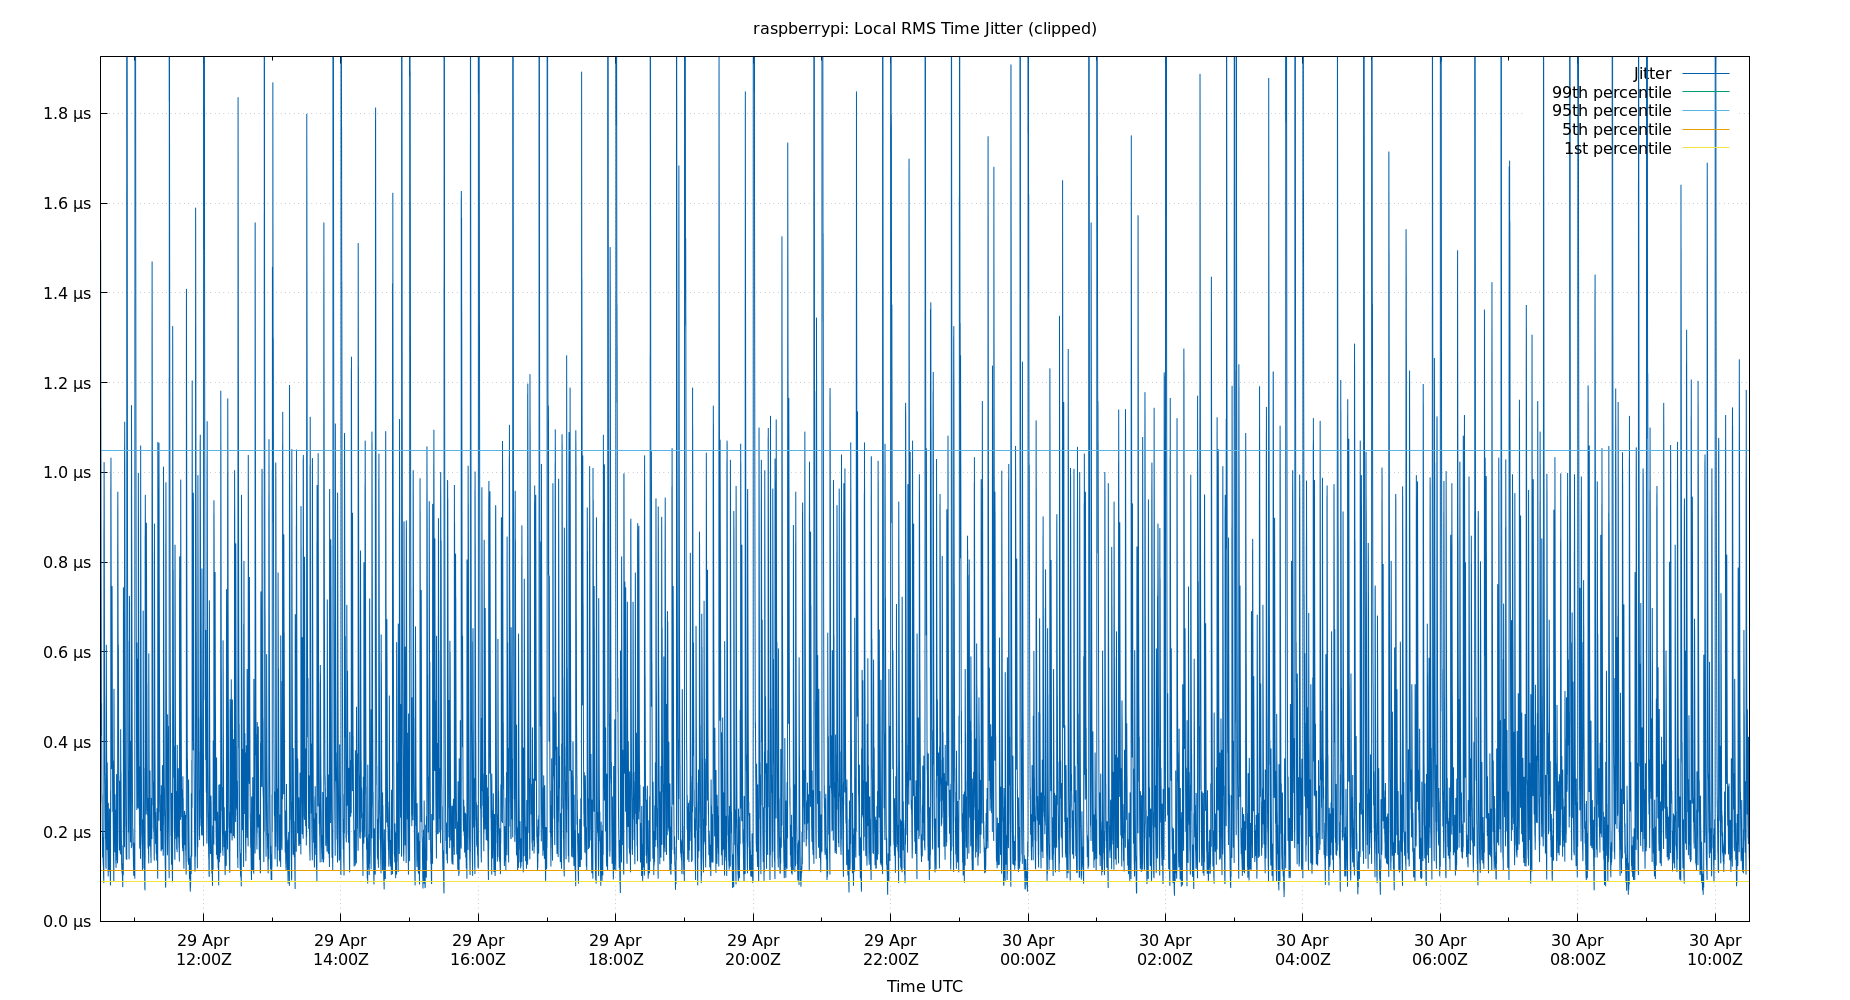 raspberrypi: Local RMS Time Jitter (clipped)
Jitter
99th percentile
95th percentile
5th percentile
1st percentile
1.8 μs
1.6 μs
1.4 μs
1.2 μs
1.0 μs
0.8 μs
0.6 μs
0.4 μs
0.2 μs
0.0 μs
29 Apr 29 Apr 29 Apr 29 Apr 29 Apr 29 Apr 30 Apr 30 Apr 30 Apr 30 Apr 30 Apr 30 Apr
12:00Z 14:00Z 16:00Z 18:00Z 20:00Z 22:00Z 00:00Z 02:00Z 04:00Z 06:00Z 08:00Z 10:00Z
Time UTC